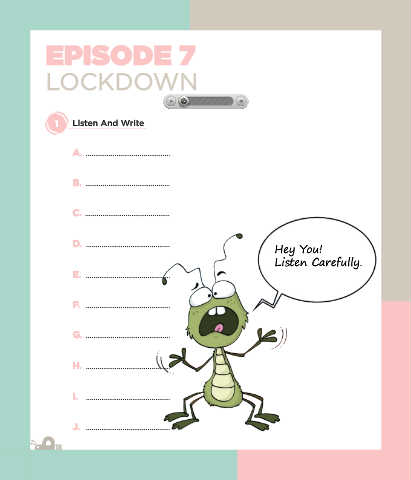 EPISODE 7
LOCKDOWN
1 Listen And Write
A. ........................
B. ........................
C. ........................
D. ........................
E. ........................
F. ........................
G. ........................
H. ........................
I. ........................
J. ........................
Hey You!
Listen Carefully.